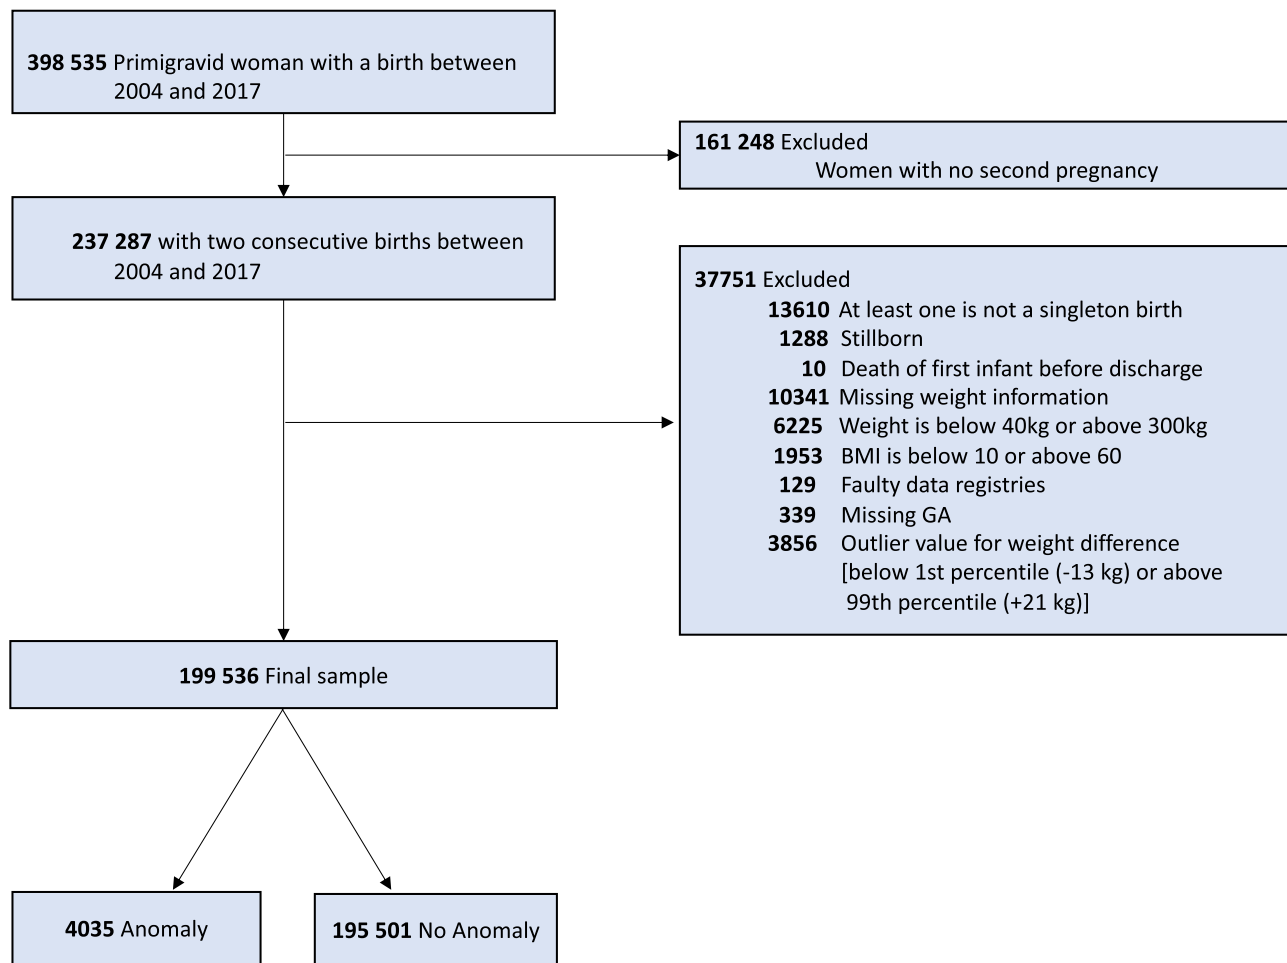 398 535 Primigravid woman with a birth between
2004 and 2017
161 248 Excluded
Women with no second pregnancy
237 287 with two consecutive births between
2004 and 2017
37751 Excluded
13610 At least one is not a singleton birth
1288 Stillborn
10 Death of first infant before discharge
10341 Missing weight information
6225 Weight is below 40kg or above 300kg
1953 BMI is below 10 or above 60
129 Faulty data registries
339 Missing GA
3856 Outlier value for weight difference
[below 1st percentile (-13 kg) or above
99th percentile (+21 kg)]
199 536 Final sample
4035 Anomaly
195 501 No Anomaly